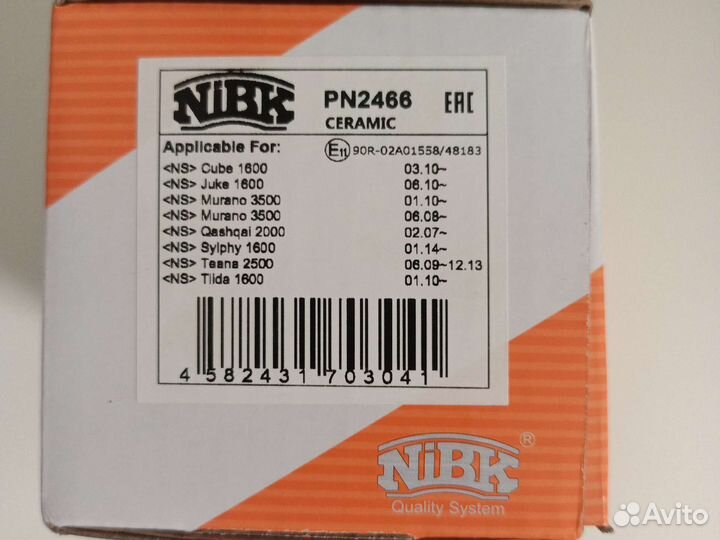 NiBK PN2466 EAC
CERAMIC
Applicable For: E11 90R-02A01558/48183
<NS> Cube 1600 03.10~
<NS> Juke 1600 06.10~
<NS> Murano 3500 01.10~
<NS> Murano 3500 06.08~
<NS> Qashqai 2000 02.07~
<NS> Sylphy 1600 01.14~
<NS> Teana 2500 06.09~12.13
<NS> Tiida 1600 01.10~
4 582431 703041
NiBK ®
Quality System
Avito